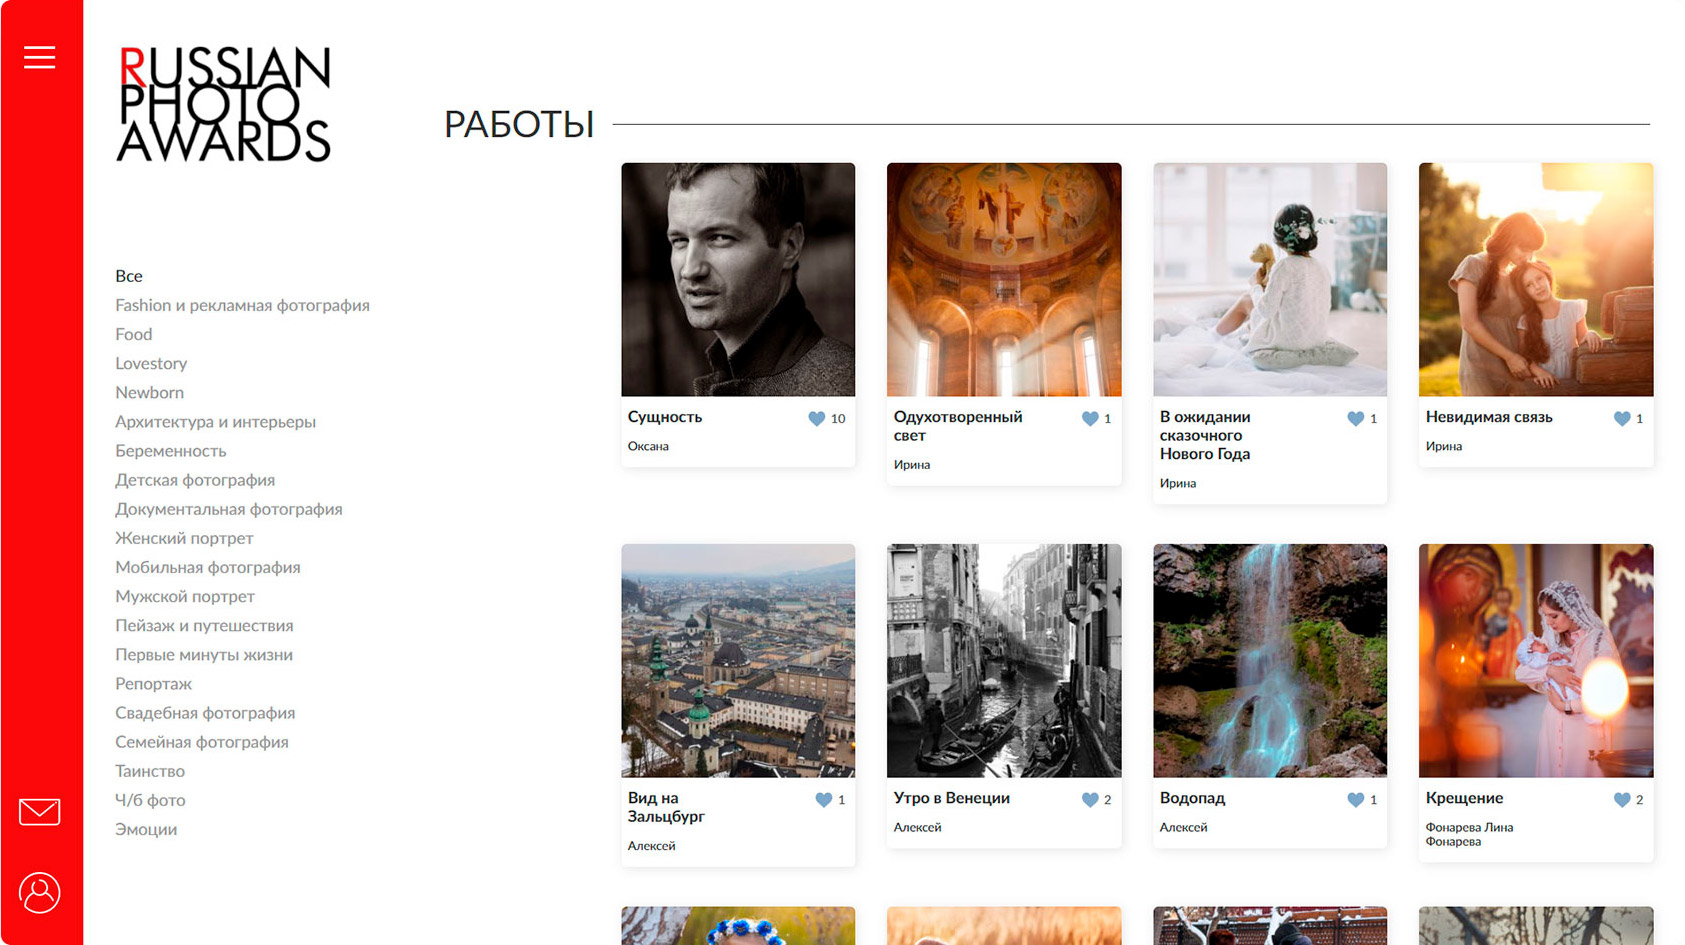 RUSSIAN
PHOTO
AWARDS
РАБОТЫ
Все
Fashion и рекламная фотография
Food
Lovestory
Newborn
Архитектура и интерьеры
Беременность
Детская фотография
Документальная фотография
Женский портрет
Мобильная фотография
Мужской портрет
Пейзаж и путешествия
Первые минуты жизни
Репортаж
Свадебная фотография
Семейная фотография
Таинство
Ч/б фото
Эмоции
Сущность
10
Оксана
Одухотворенный
свет
1
Ирина
В ожидании
сказочного
Нового Года
1
Ирина
Невидимая связь
1
Ирина
Вид на
Зальцбург
1
Алексей
Утро в Венеции
2
Алексей
Водопад
1
Алексей
Крещение
2
Фонарева Лина
Фонарева